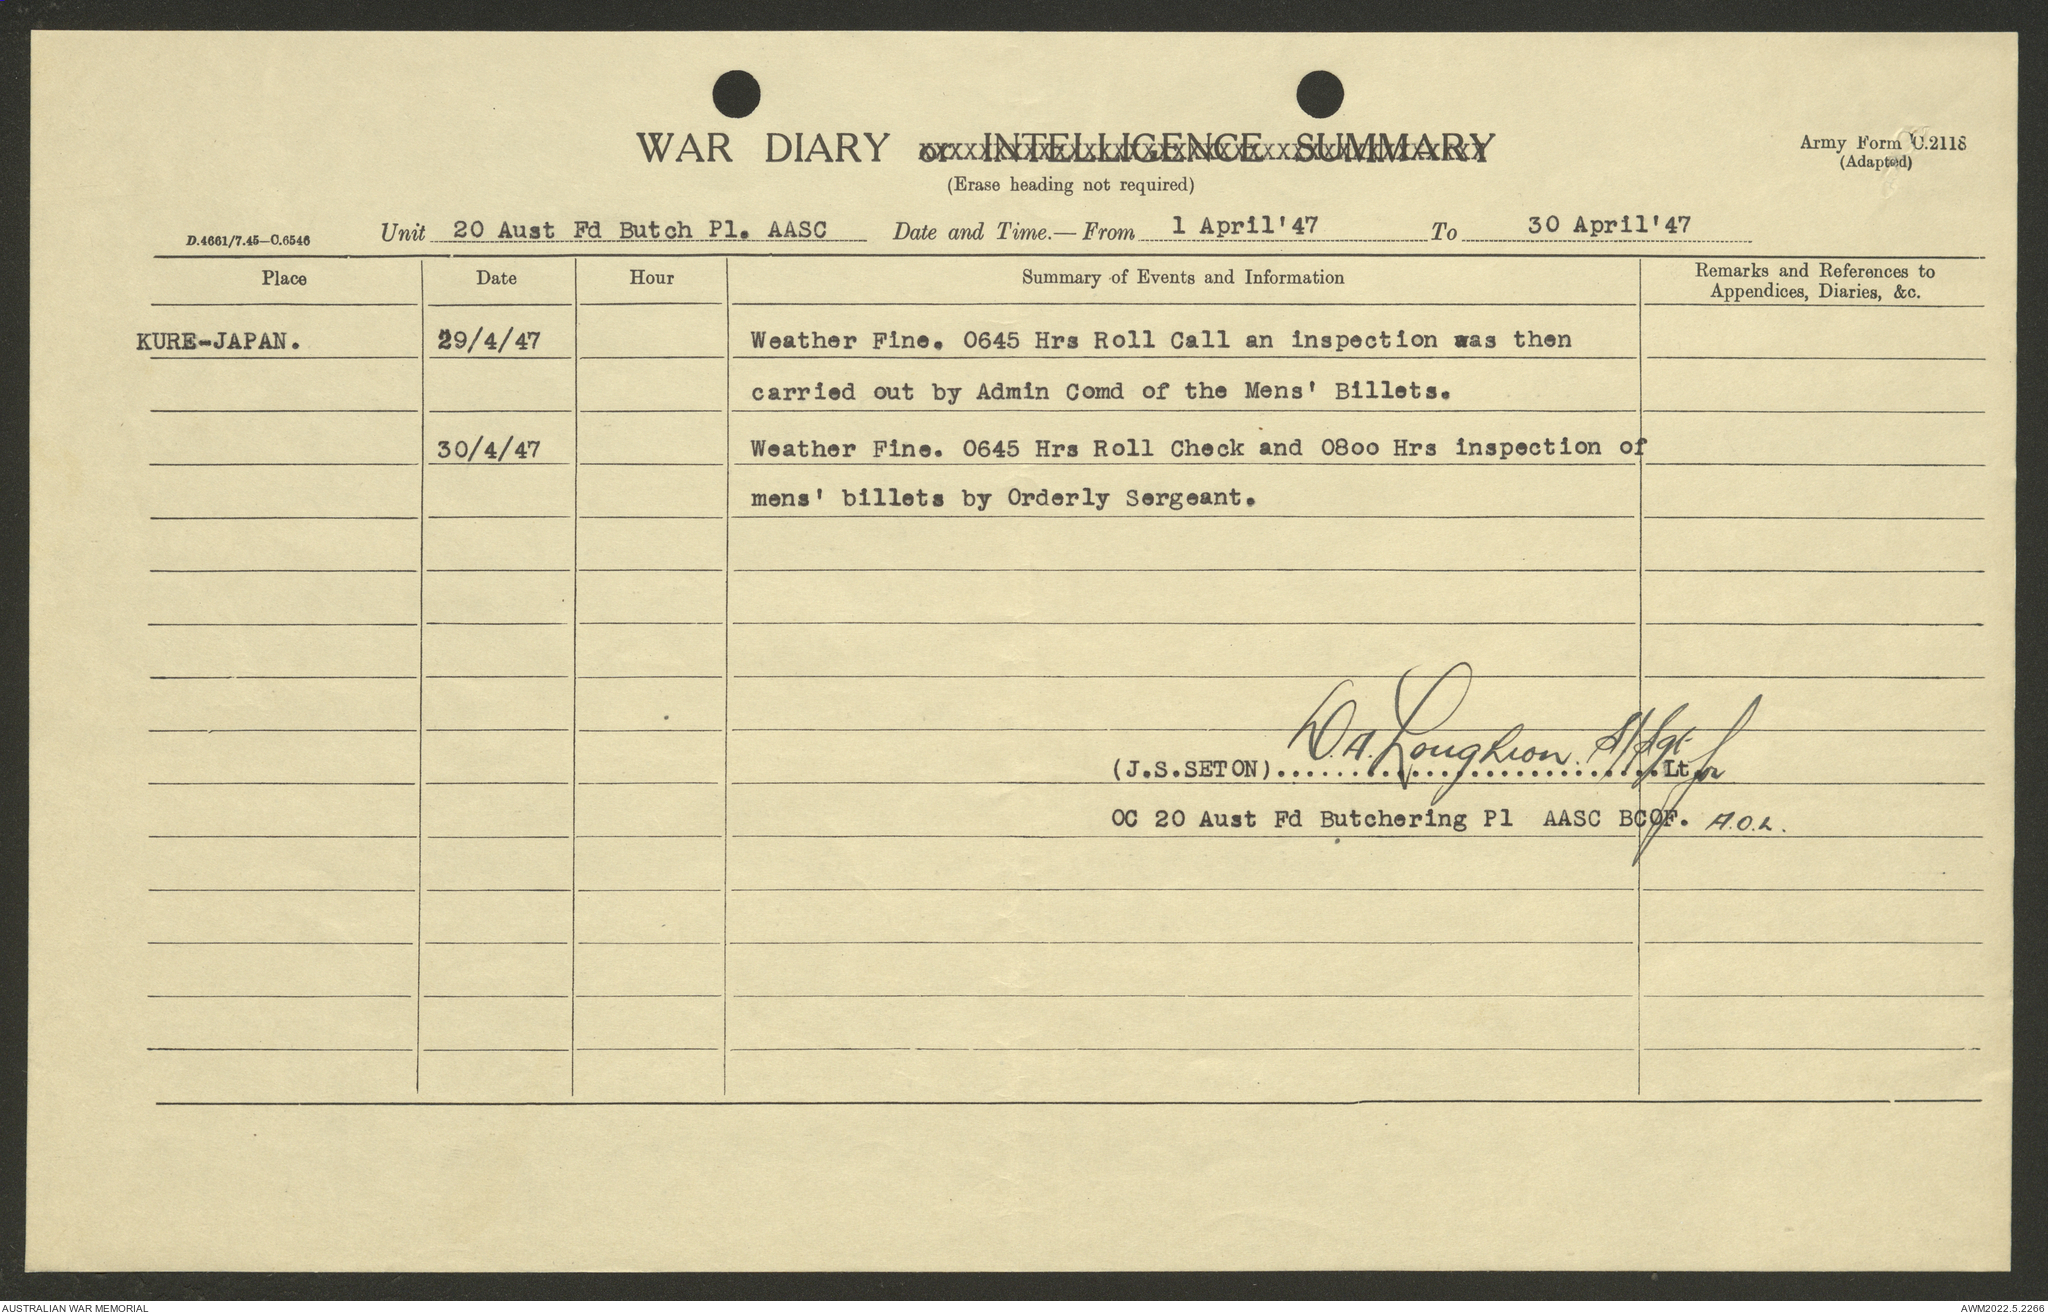 WAR DIARY or INTELLIGENCE SUMMARY
Army Form C.2118
(Adapted)
(Erase heading not required)
D.4661/7.45—C.6546 Unit 20 Aust Fd Butch Pl. AASC Date and Time.— From 1 April'47 To 30 April'47
Place Date Hour Summary of Events and Information Remarks and References to
Appendices, Diaries, &c.
KURE-JAPAN. 29/4/47 Weather Fine. 0645 Hrs Roll Call an inspection was then
carried out by Admin Comd of the Mens' Billets.
30/4/47 Weather Fine. 0645 Hrs Roll Check and 0800 Hrs inspection of
mens' billets by Orderly Sergeant.
D.A. Loughron. S/Sgt
(J.S.SETON)........................Lt. for
OC 20 Aust Fd Butchering Pl AASC BCOF. A.O.L.
AUSTRALIAN WAR MEMORIAL
AWM2022.5.2266